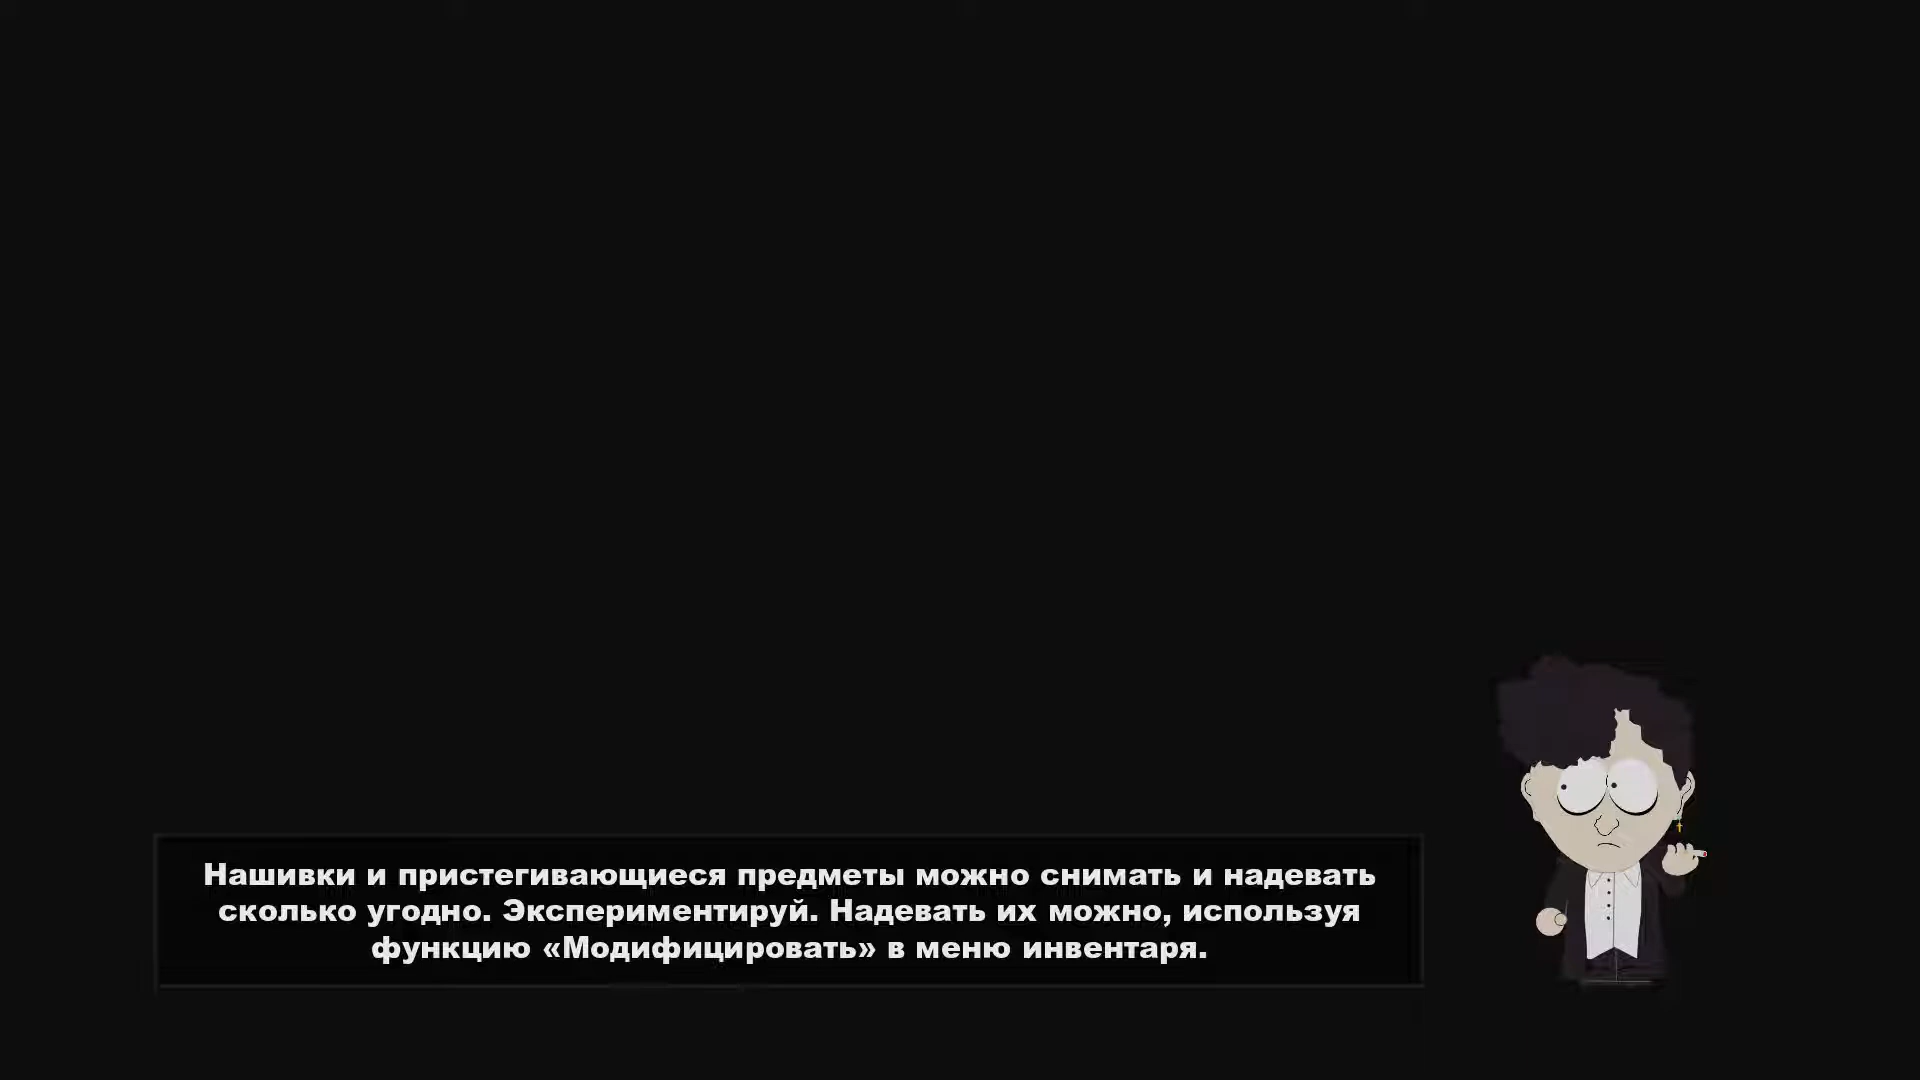 Нашивки и пристегивающиеся предметы можно снимать и надевать
сколько угодно. Экспериментируй. Надевать их можно, используя
функцию «Модифицировать» в меню инвентаря.